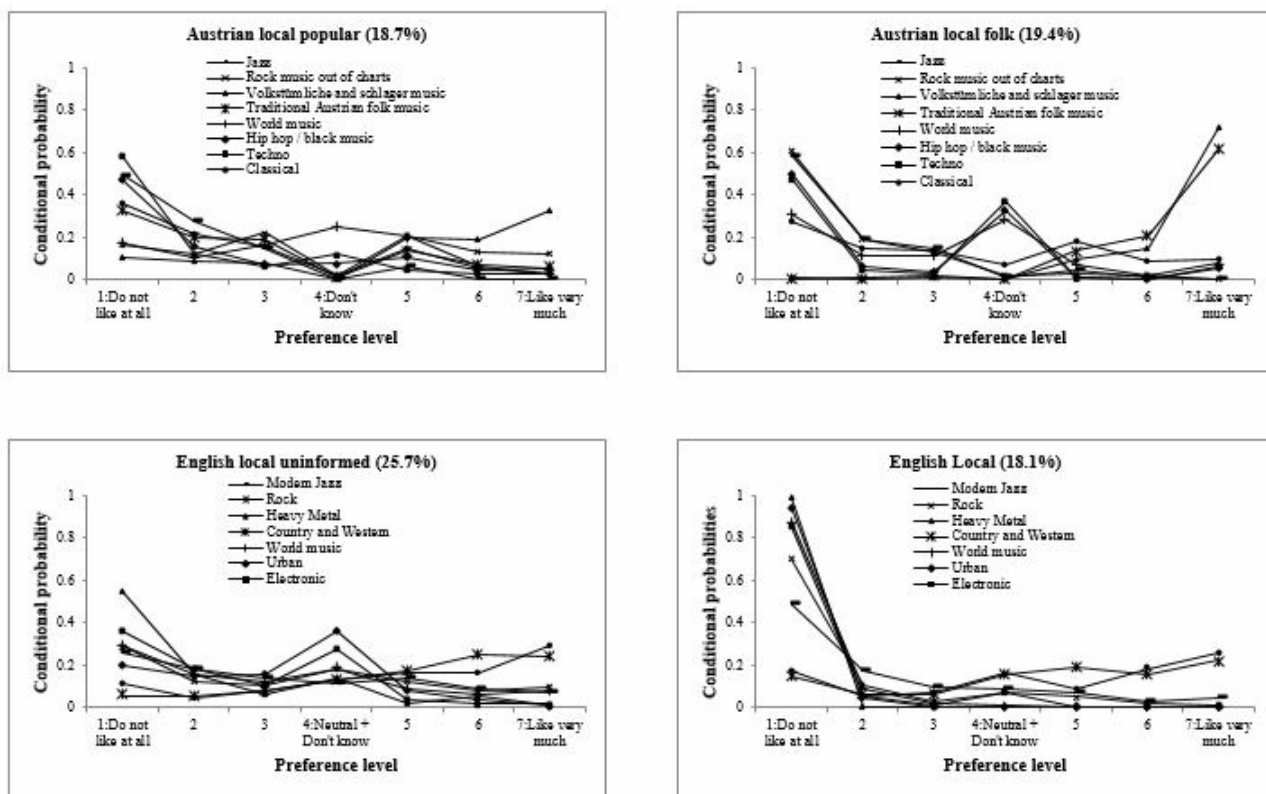 Austrian local popular (18.7%)
Jazz
Rock music out of charts
Volkstümliche and schlager music
Traditional Austrian folk music
World music
Hip hop / black music
Techno
Classical
Conditional probability
1
0.8
0.6
0.4
0.2
0
1:Do not like at all
2
3
4:Don't know
5
6
7:Like very much
Preference level
Austrian local folk (19.4%)
Jazz
Rock music out of charts
Volkstümliche and schlager music
Traditional Austrian folk music
World music
Hip hop / black music
Techno
Classical
Conditional probability
1
0.8
0.6
0.4
0.2
0
1:Do not like at all
2
3
4:Don't know
5
6
7:Like very much
Preference level
English local uninformed (25.7%)
Modern Jazz
Rock
Heavy Metal
Country and Western
World music
Urban
Electronic
Conditional probability
1
0.8
0.6
0.4
0.2
0
1:Do not like at all
2
3
4:Neutral + Don't know
5
6
7:Like very much
Preference level
English Local (18.1%)
Modern Jazz
Rock
Heavy Metal
Country and Western
World music
Urban
Electronic
Conditional probabilities
1
0.8
0.6
0.4
0.2
0
1:Do not like at all
2
3
4:Neutral + Don't know
5
6
7:Like very much
Preference level